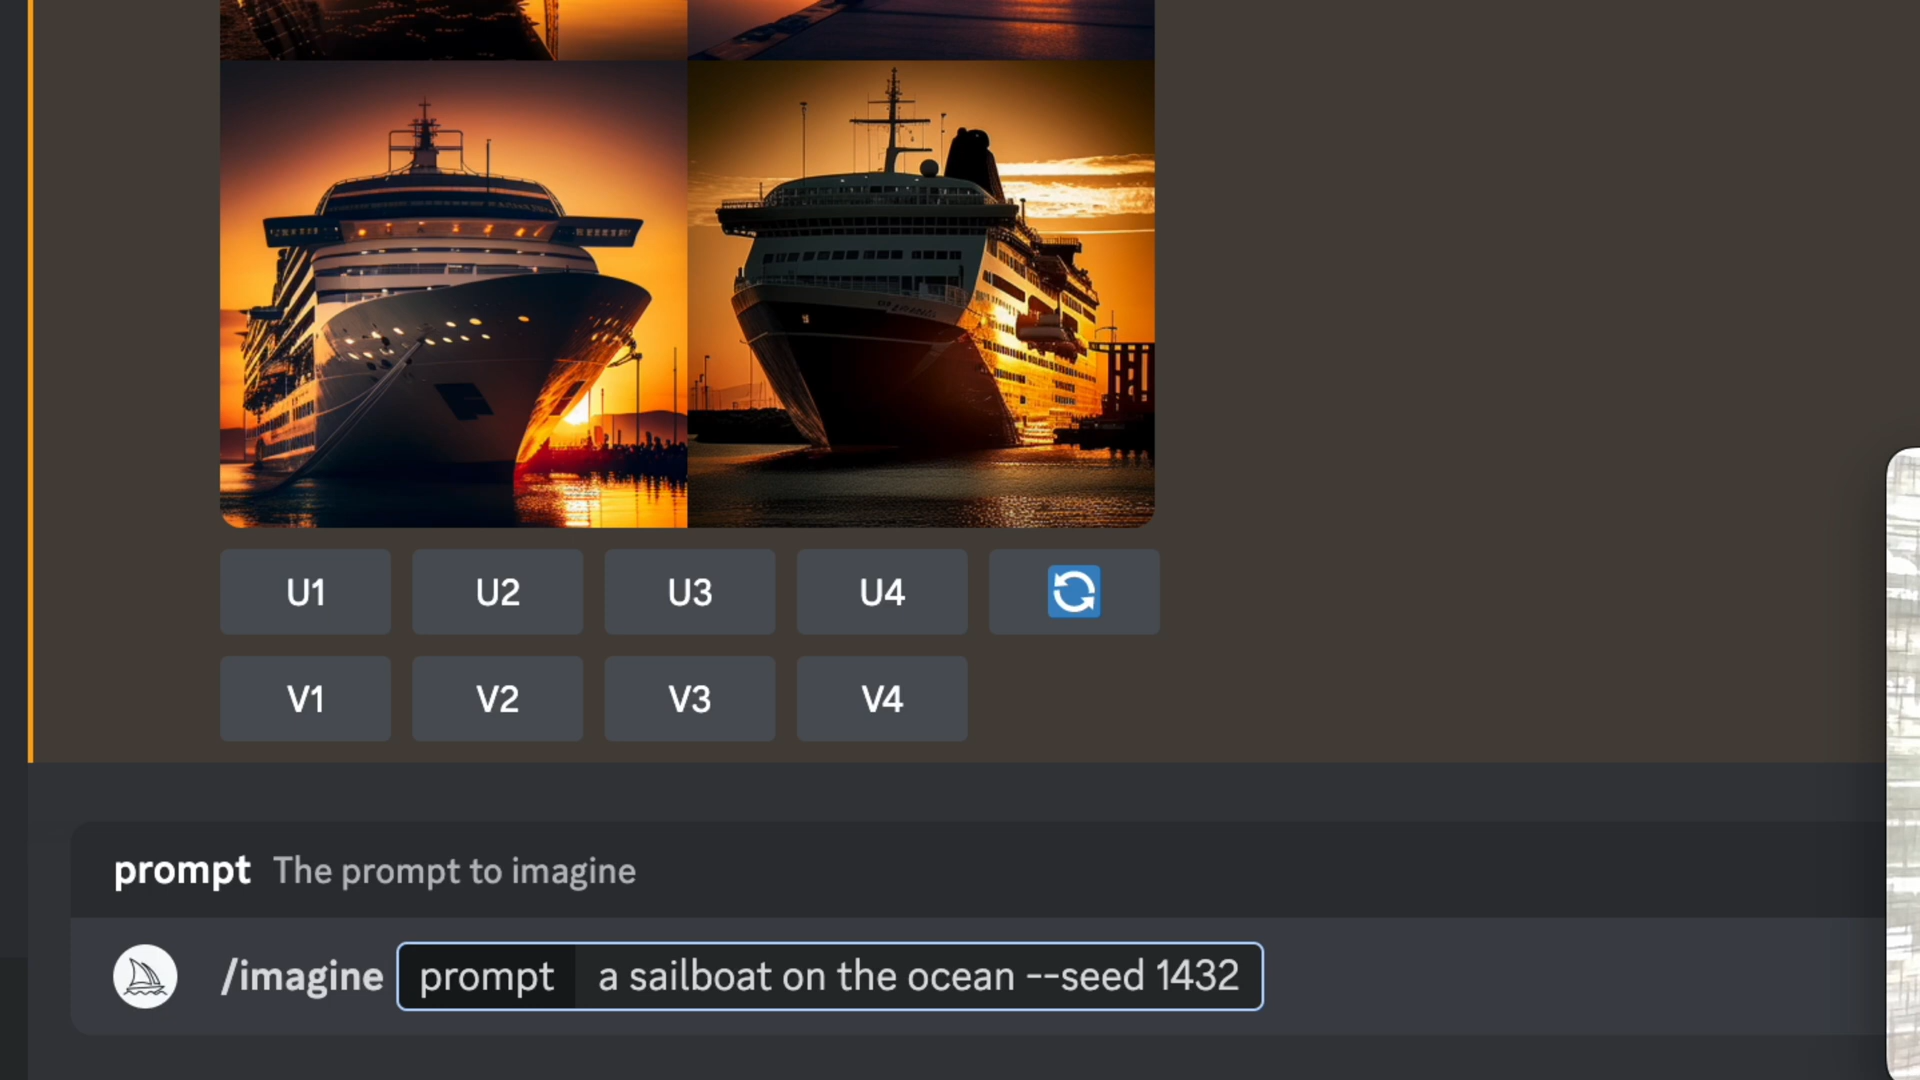 U1 U2 U3 U4
V1 V2 V3 V4
prompt The prompt to imagine
/imagine prompt a sailboat on the ocean --seed 1432